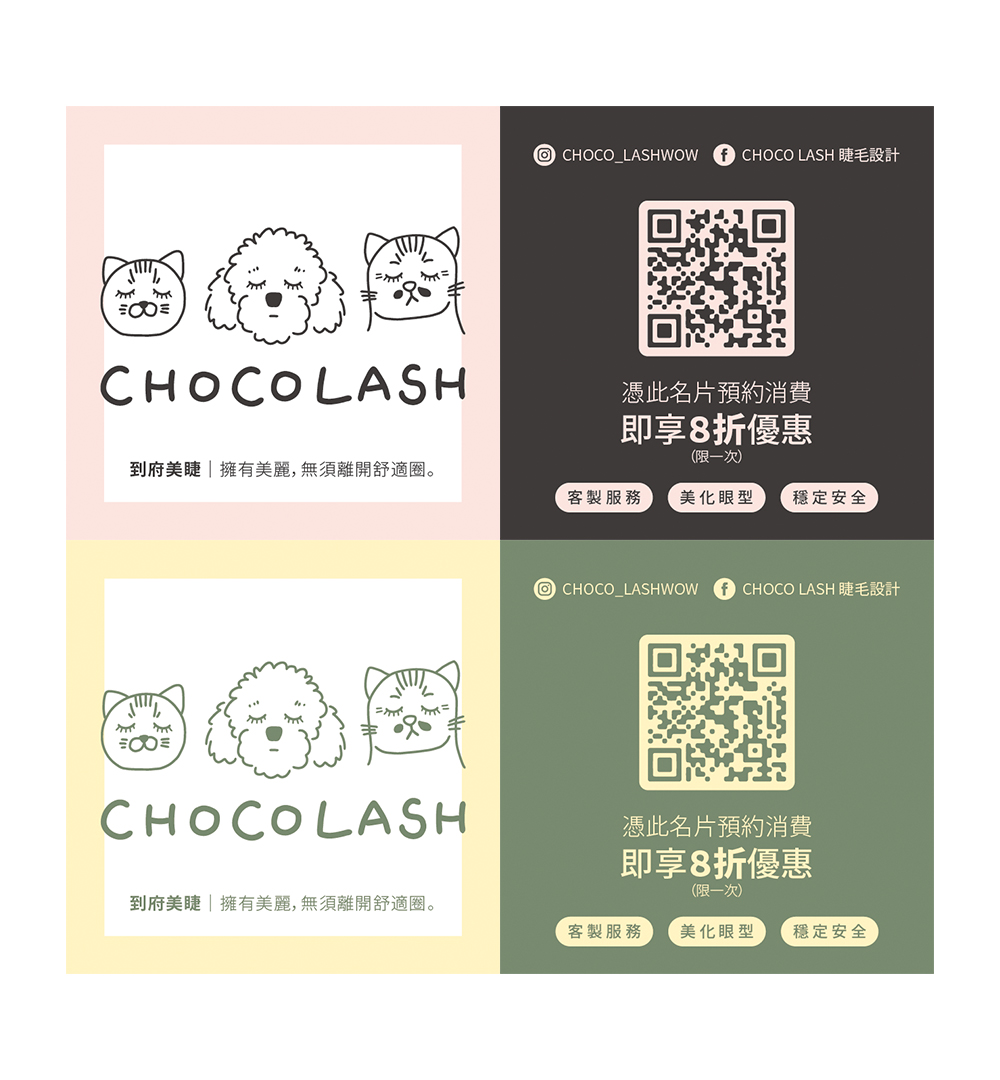 CHOCOLASH
到府美睫｜擁有美麗，無須離開舒適圈。
CHOCO_LASHWOW CHOCO LASH 睫毛設計
憑此名片預約消費
即享8折優惠
(限一次)
客製服務 美化眼型 穩定安全
CHOCOLASH
到府美睫｜擁有美麗，無須離開舒適圈。
CHOCO_LASHWOW CHOCO LASH 睫毛設計
憑此名片預約消費
即享8折優惠
(限一次)
客製服務 美化眼型 穩定安全